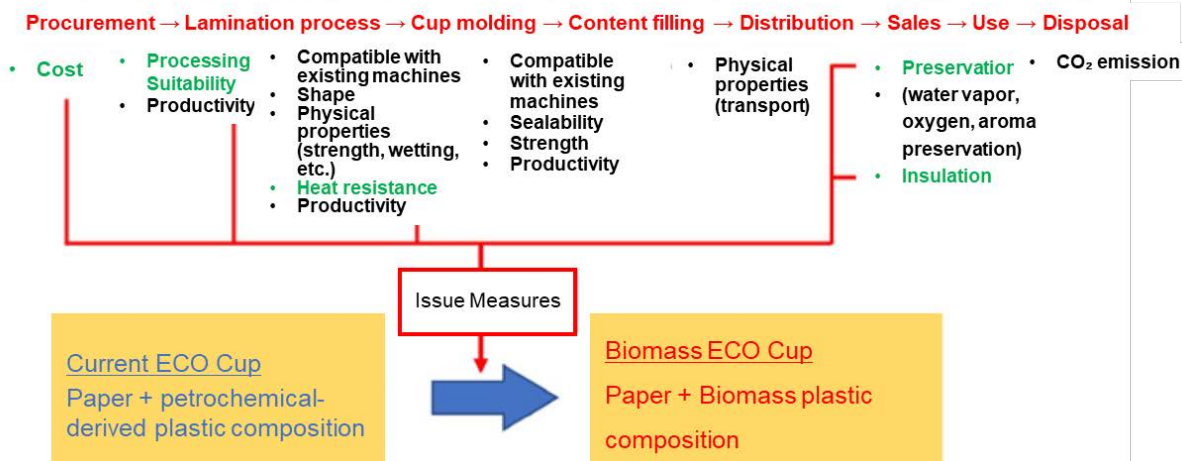 Procurement → Lamination process → Cup molding → Content filling → Distribution → Sales → Use → Disposal
• Cost
• Processing
Suitability
• Productivity
• Compatible with
existing machines
• Shape
• Physical
properties
(strength, wetting,
etc.)
• Heat resistance
• Productivity
• Compatible
with existing
machines
• Sealability
• Strength
• Productivity
• Physical
properties
(transport)
• Preservatior
• (water vapor,
oxygen, aroma
preservation)
• Insulation
• CO₂ emission
Issue Measures
Current ECO Cup
Paper + petrochemical-
derived plastic composition
Biomass ECO Cup
Paper + Biomass plastic
composition